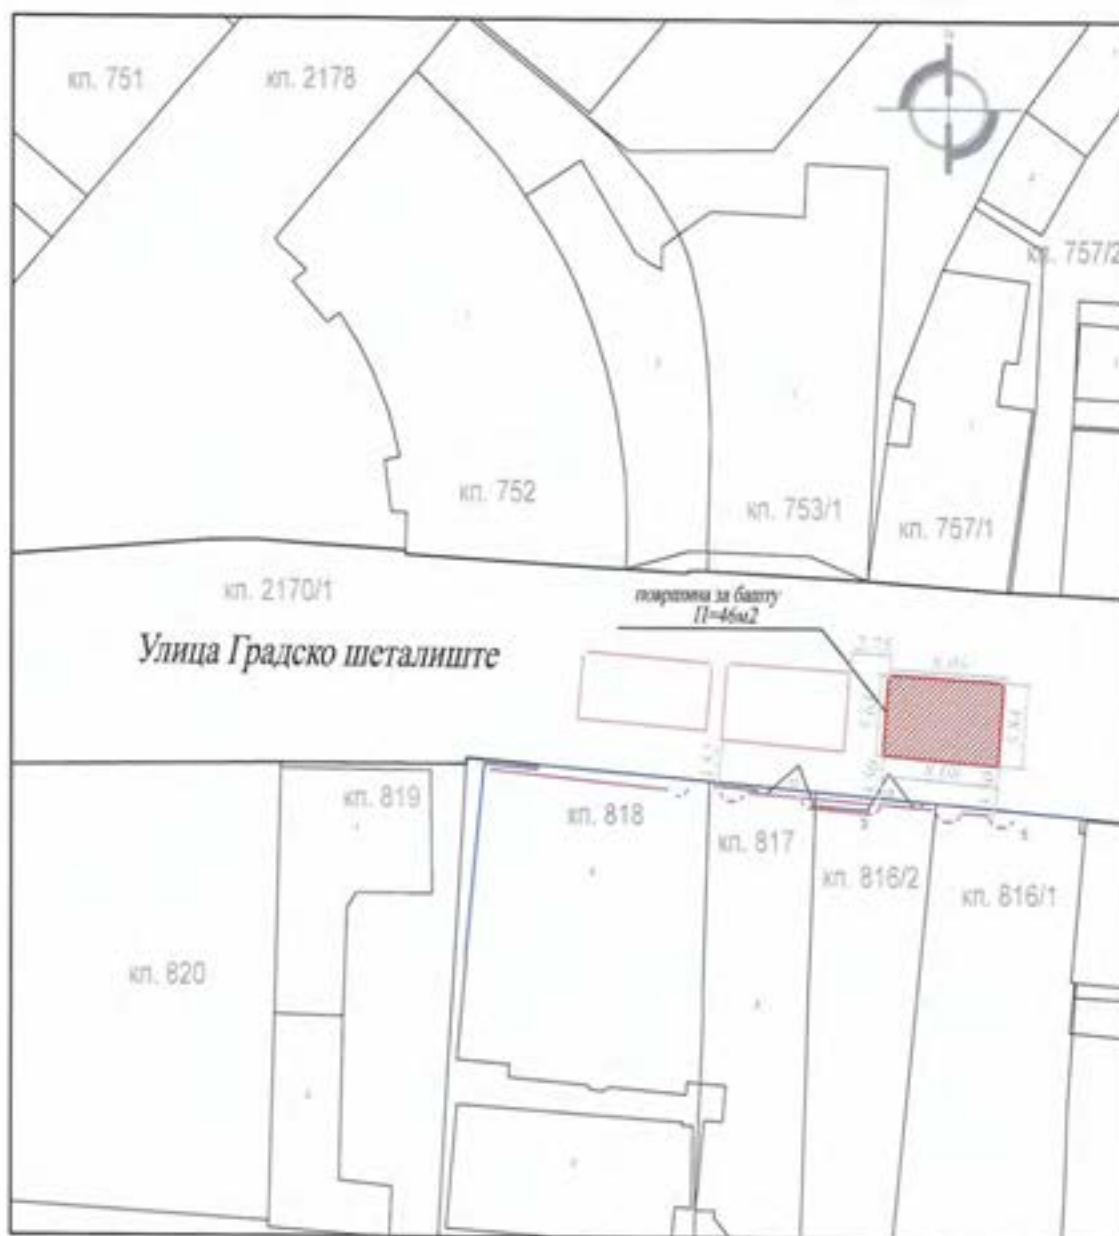 кп. 751
кп. 2178
кп. 757/2
кп. 752
кп. 753/1
кп. 757/1
кп. 2170/1
површина за башту
П=46м2
Улица Градско шеталиште
кп. 819
кп. 818
кп. 817
кп. 816/2
кп. 816/1
кп. 820